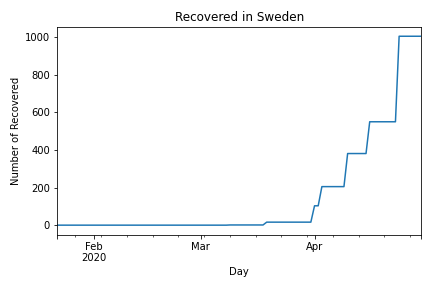 Recovered in Sweden
1000
800
600
400
200
0
Number of Recovered
Feb
2020
Mar
Apr
Day